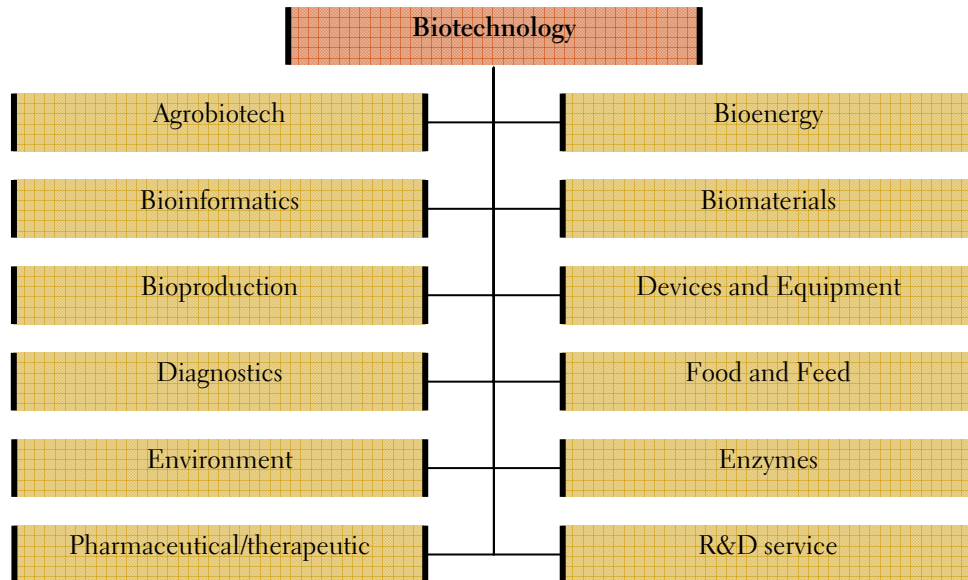 Biotechnology
Agrobiotech
Bioenergy
Bioinformatics
Biomaterials
Bioproduction
Devices and Equipment
Diagnostics
Food and Feed
Environment
Enzymes
Pharmaceutical/therapeutic
R&D service